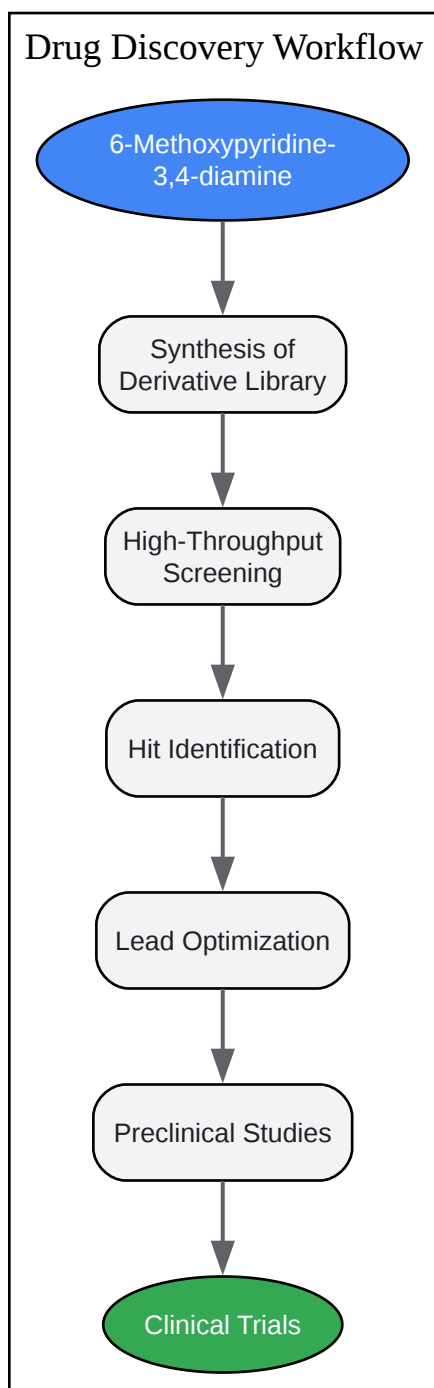 Drug Discovery Workflow
6-Methoxypyridine-
3,4-diamine
Synthesis of
Derivative Library
High-Throughput
Screening
Hit Identification
Lead Optimization
Preclinical Studies
Clinical Trials